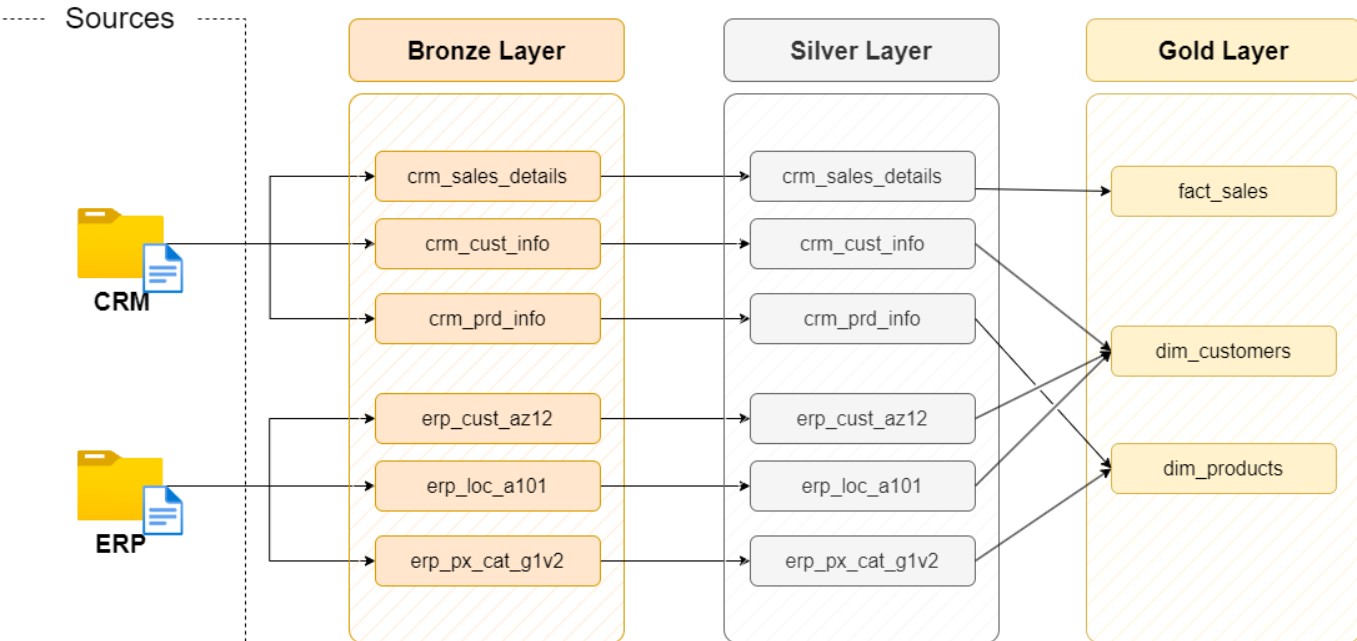 Sources
Bronze Layer
Silver Layer
Gold Layer
crm_sales_details
crm_sales_details
fact_sales
crm_cust_info
crm_cust_info
CRM
crm_prd_info
crm_prd_info
dim_customers
erp_cust_az12
erp_cust_az12
dim_products
erp_loc_a101
erp_loc_a101
ERP
erp_px_cat_g1v2
erp_px_cat_g1v2